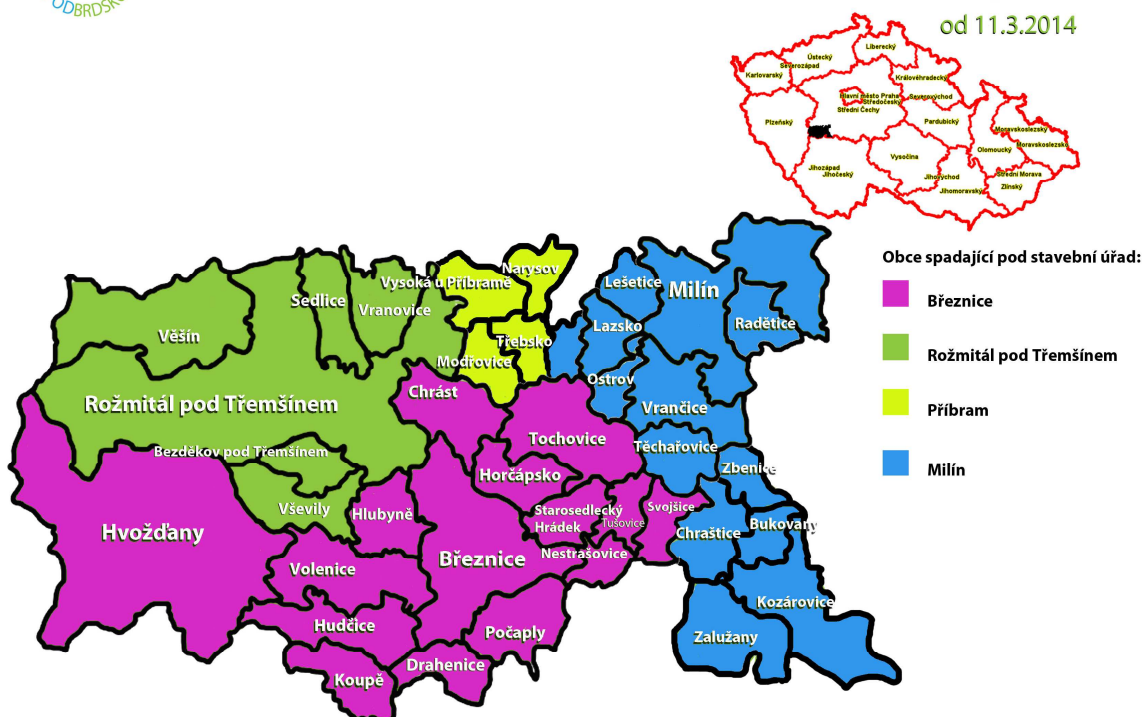 ODBRDSKO
od 11.3.2014
Liberecký
Ústecký
Severozápad
Karlovarský
Královéhradecký
Hlavní město Praha
Severovýchod
Středočeský
Střední Čechy
Plzeňský
Pardubický
Moravskoslezský
Moravskoslezsko
Olomoucký
Vysočina
Jihozápad
Jihočeský
Jihovýchod
Střední Morava
Jihomoravský
Zlínský
Obce spadající pod stavební úřad:
Březnice
Rožmitál pod Třemšínem
Příbram
Milín
Narysov
Vysoká u Příbramě
Lešetice
Milín
Sedlice
Vranovice
Věšín
Lazsko
Radětice
Třebsko
Modřovice
Ostrov
Chrást
Rožmitál pod Třemšínem
Vrančice
Tochovice
Těchařovice
Bezděkov pod Třemšínem
Zbenice
Horčápsko
Vševily
Hlubyně
Starosedlecký
Hrádek
Tušovice
Svojšice
Bukovany
Chraštice
Hvožďany
Nestrašovice
Březnice
Volenice
Kozárovice
Hudčice
Počaply
Zalužany
Drahenice
Koupě